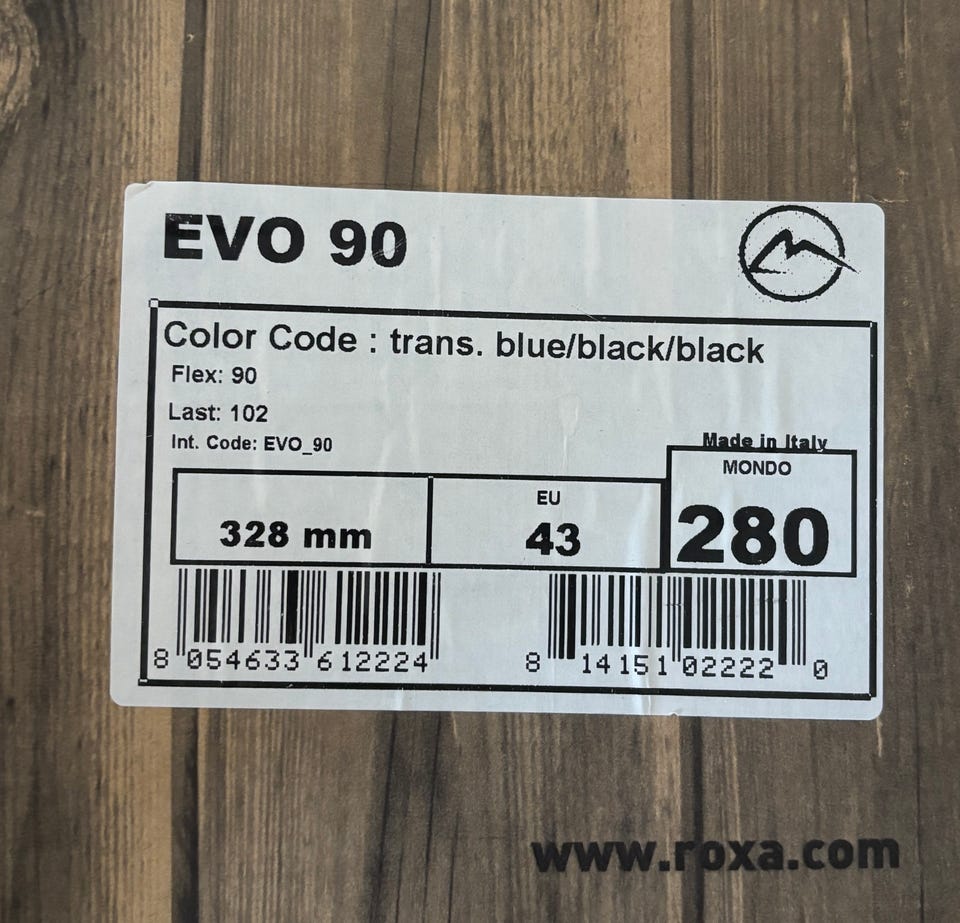 EVO 90
Color Code : trans. blue/black/black
Flex: 90
Last: 102
Int. Code: EVO_90
Made in Italy
328 mm
EU
43
MONDO
280
8 054633 612224
8 14151 02222 0
www.roxa.com